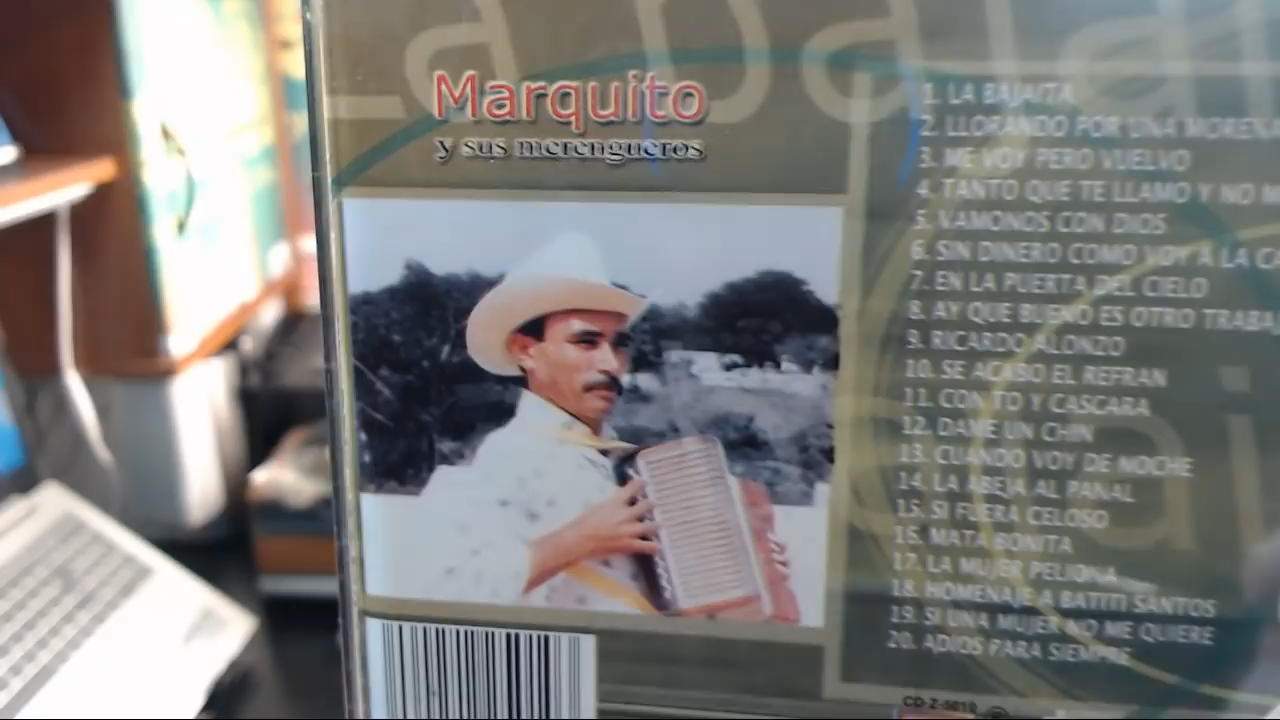 Marquito
y sus merengueros
1. LA BAJAITA
2. LLORANDO POR UNA MORENA
3. ME VOY PERO VUELVO
4. TANTO QUE TE LLAMO Y NO M
5. VAMONOS CON DIOS
6. SIN DINERO COMO VOY A LA CA
7. EN LA PUERTA DEL CIELO
8. AY QUE BUENO ES OTRO TRABAJ
9. RICARDO ALONZO
10. SE ACABO EL REFRAN
11. CON TO Y CASCARA
12. DAME UN CHIN
13. CUANDO VOY DE NOCHE
14. LA ABEJA AL PANAL
15. SI FUERA CELOSO
16. MATA BONITA
17. LA MUJER PELIONA
18. HOMENAJE A BATITI SANTOS
19. SI UNA MUJER NO ME QUIERE
20. ADIOS PARA SIEMPRE
CD-Z-5019